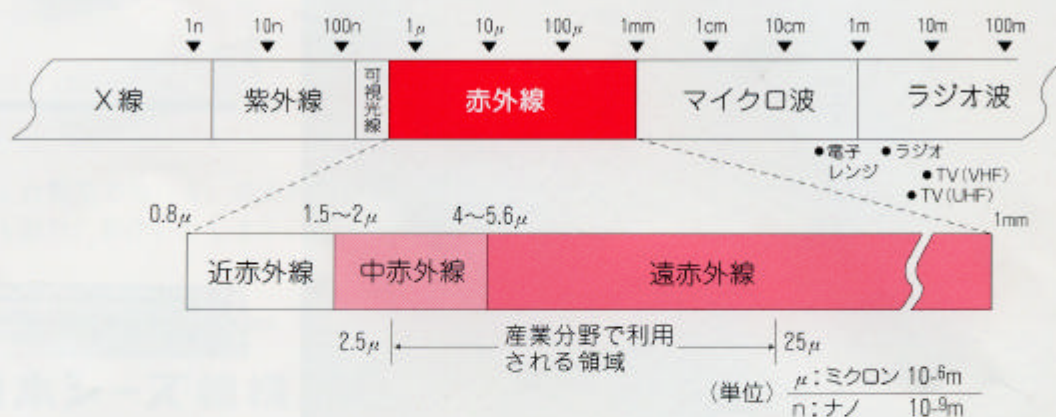 1n 10n 100n 1μ 10μ 100μ 1mm 1cm 10cm 1m 10m 100m
X線 紫外線 可視光線 赤外線 マイクロ波 ラジオ波
●電子レンジ ●ラジオ
●TV(VHF)
●TV(UHF)
0.8μ 1.5〜2μ 4〜5.6μ 1mm
近赤外線 中赤外線 遠赤外線
2.5μ 産業分野で利用 25μ
される領域
(単位) μ:ミクロン 10-6m
n:ナノ 10-9m